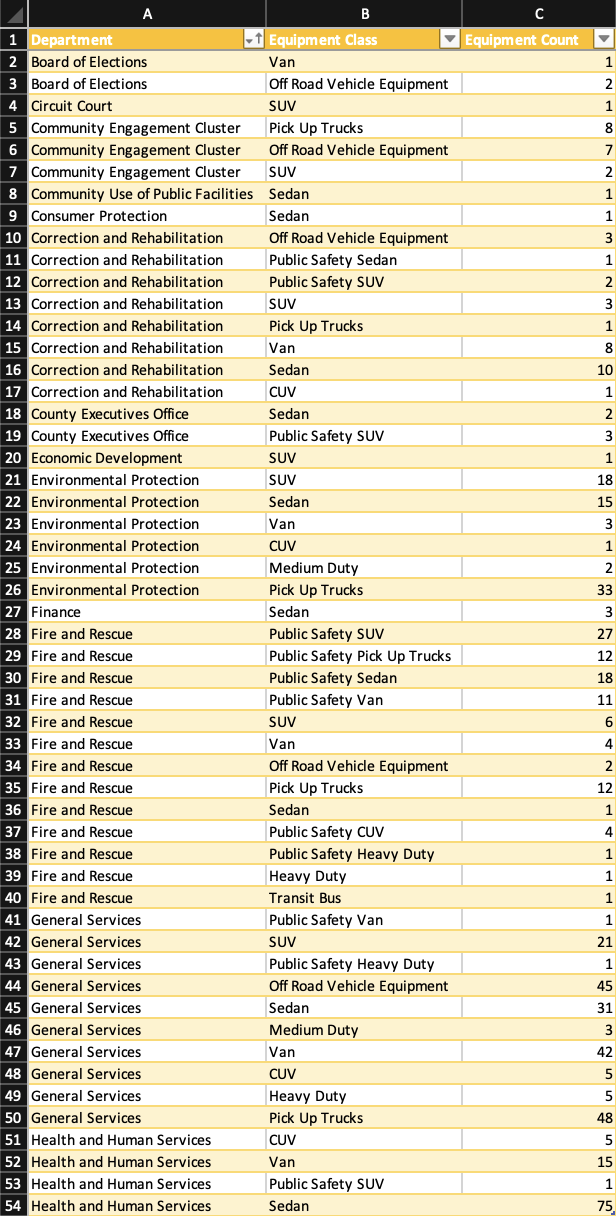 A B C
1 Department Equipment Class Equipment Count
2 Board of Elections Van 1
3 Board of Elections Off Road Vehicle Equipment 2
4 Circuit Court SUV 1
5 Community Engagement Cluster Pick Up Trucks 8
6 Community Engagement Cluster Off Road Vehicle Equipment 7
7 Community Engagement Cluster SUV 2
8 Community Use of Public Facilities Sedan 1
9 Consumer Protection Sedan 1
10 Correction and Rehabilitation Off Road Vehicle Equipment 3
11 Correction and Rehabilitation Public Safety Sedan 1
12 Correction and Rehabilitation Public Safety SUV 2
13 Correction and Rehabilitation SUV 3
14 Correction and Rehabilitation Pick Up Trucks 1
15 Correction and Rehabilitation Van 8
16 Correction and Rehabilitation Sedan 10
17 Correction and Rehabilitation CUV 1
18 County Executives Office Sedan 2
19 County Executives Office Public Safety SUV 3
20 Economic Development SUV 1
21 Environmental Protection SUV 18
22 Environmental Protection Sedan 15
23 Environmental Protection Van 3
24 Environmental Protection CUV 1
25 Environmental Protection Medium Duty 2
26 Environmental Protection Pick Up Trucks 33
27 Finance Sedan 3
28 Fire and Rescue Public Safety SUV 27
29 Fire and Rescue Public Safety Pick Up Trucks 12
30 Fire and Rescue Public Safety Sedan 18
31 Fire and Rescue Public Safety Van 11
32 Fire and Rescue SUV 6
33 Fire and Rescue Van 4
34 Fire and Rescue Off Road Vehicle Equipment 2
35 Fire and Rescue Pick Up Trucks 12
36 Fire and Rescue Sedan 1
37 Fire and Rescue Public Safety CUV 4
38 Fire and Rescue Public Safety Heavy Duty 1
39 Fire and Rescue Heavy Duty 1
40 Fire and Rescue Transit Bus 1
41 General Services Public Safety Van 1
42 General Services SUV 21
43 General Services Public Safety Heavy Duty 1
44 General Services Off Road Vehicle Equipment 45
45 General Services Sedan 31
46 General Services Medium Duty 3
47 General Services Van 42
48 General Services CUV 5
49 General Services Heavy Duty 5
50 General Services Pick Up Trucks 48
51 Health and Human Services CUV 5
52 Health and Human Services Van 15
53 Health and Human Services Public Safety SUV 1
54 Health and Human Services Sedan 75